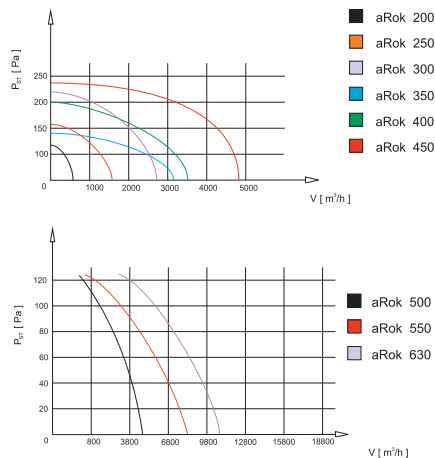 aRok 200
aRok 250
aRok 300
aRok 350
aRok 400
aRok 450
P_ST [ Pa ]
250
200
150
100
0 1000 2000 3000 4000 5000
V [ m³/h ]
P_ST [ Pa ]
120
100
80
60
40
20
0 800 3800 6800 9800 12800 15800 18800
V [ m³/h ]
aRok 500
aRok 550
aRok 630